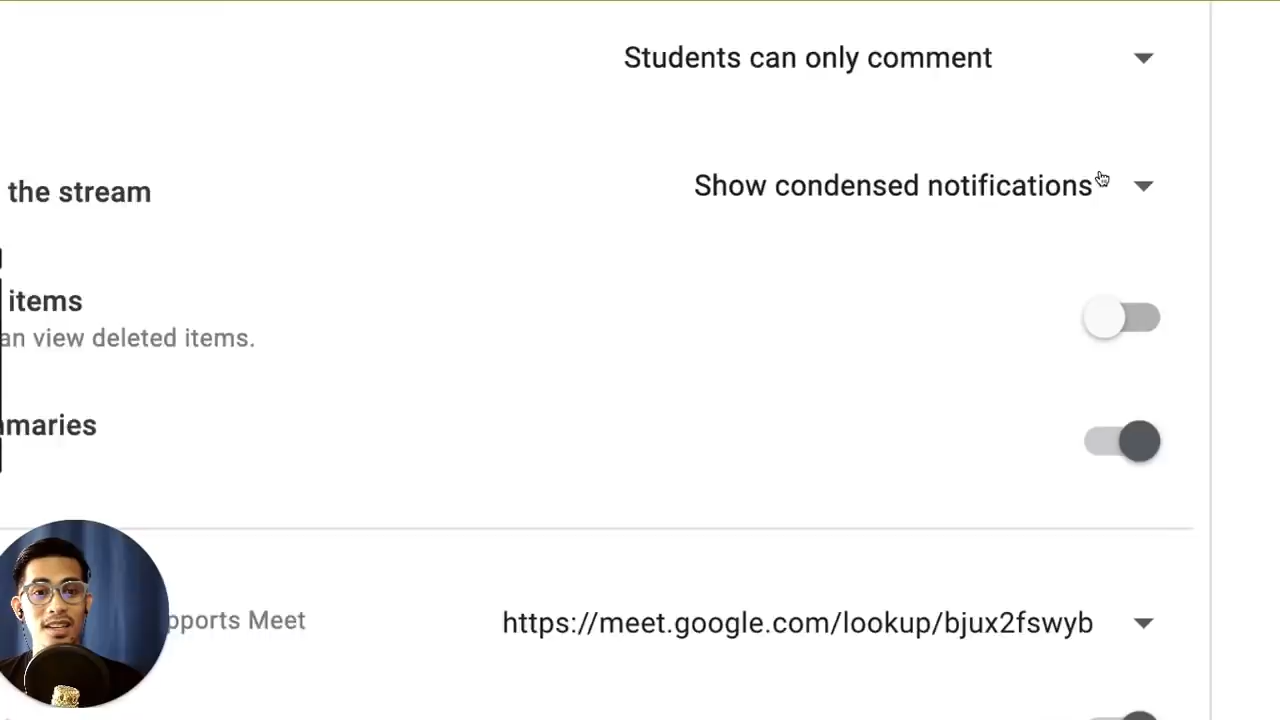 Students can only comment
the stream
Show condensed notifications
items
an view deleted items.
maries
pports Meet
https://meet.google.com/lookup/bjux2fswyb